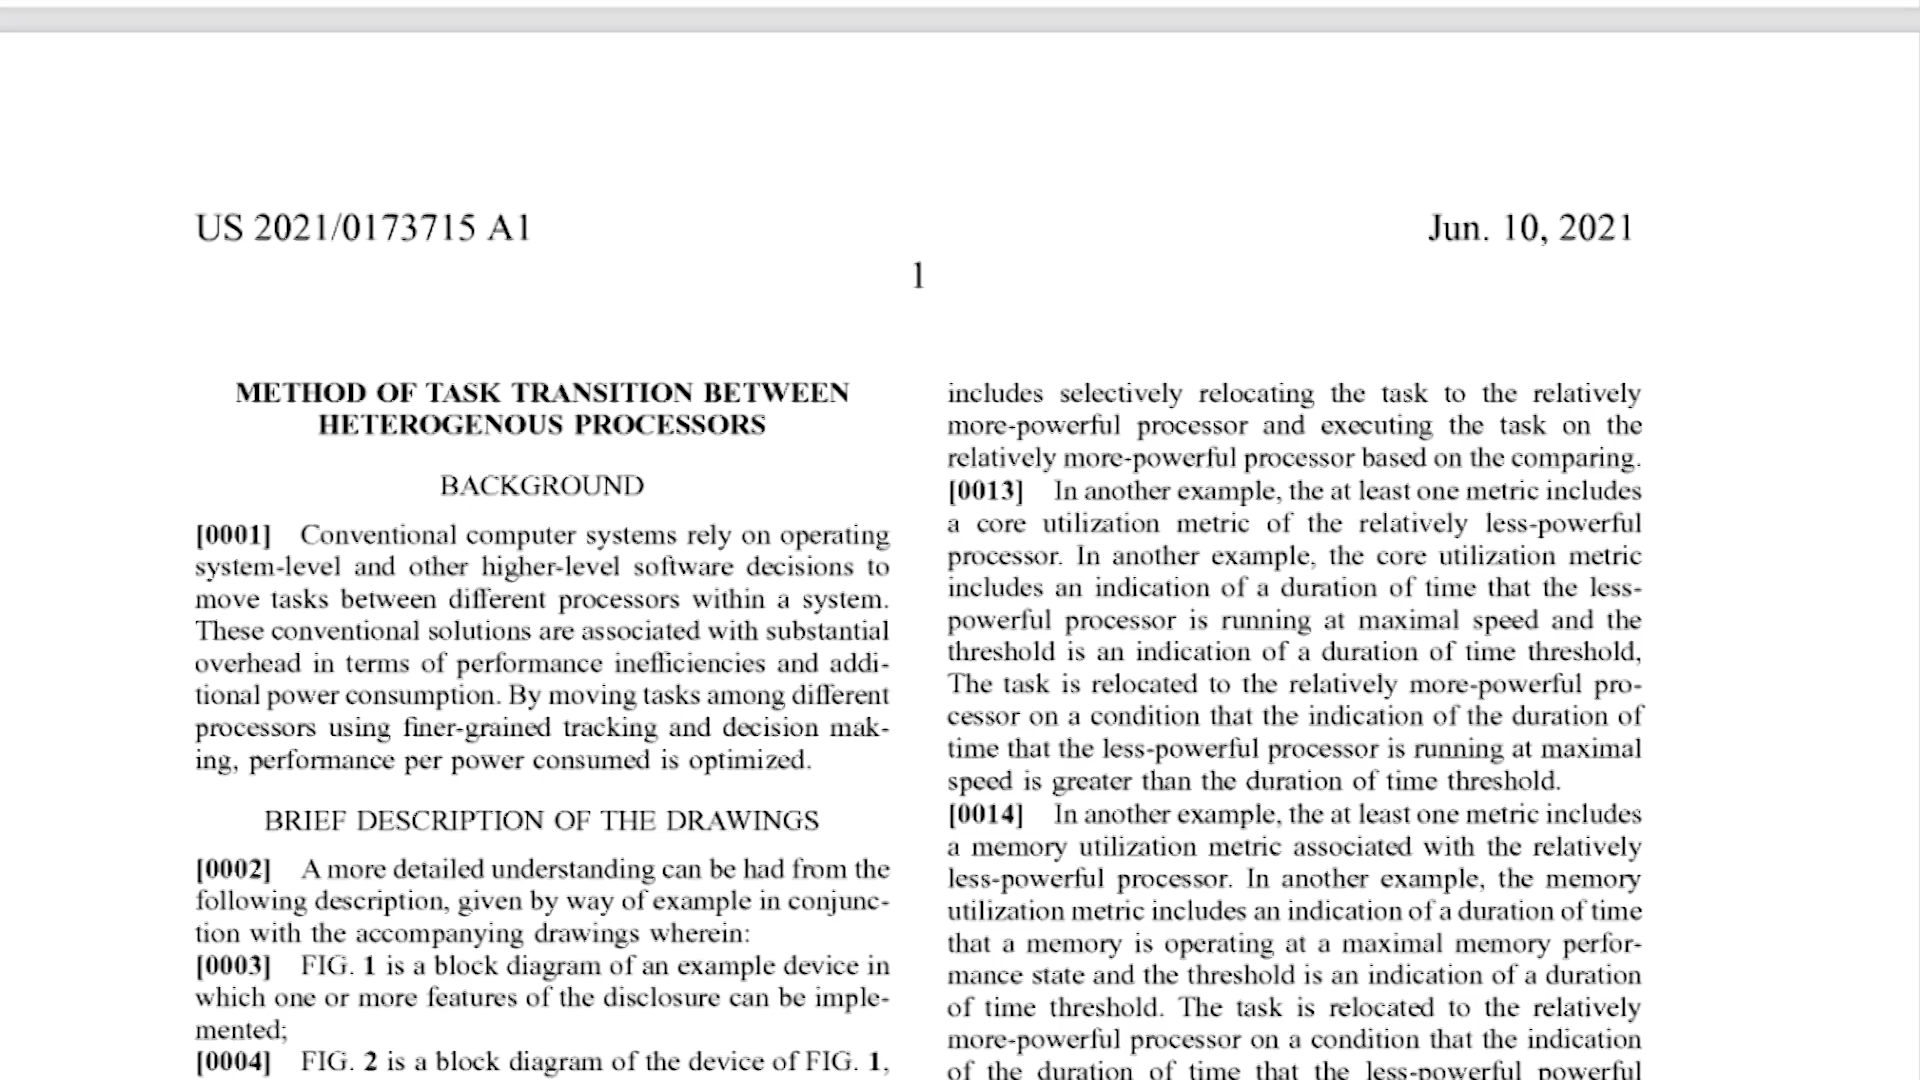 US 2021/0173715 A1
Jun. 10, 2021
1
METHOD OF TASK TRANSITION BETWEEN
HETEROGENOUS PROCESSORS
BACKGROUND
[0001] Conventional computer systems rely on operating
system-level and other higher-level software decisions to
move tasks between different processors within a system.
These conventional solutions are associated with substantial
overhead in terms of performance inefficiencies and addi-
tional power consumption. By moving tasks among different
processors using finer-grained tracking and decision mak-
ing, performance per power consumed is optimized.
BRIEF DESCRIPTION OF THE DRAWINGS
[0002] A more detailed understanding can be had from the
following description, given by way of example in conjunc-
tion with the accompanying drawings wherein:
[0003] FIG. 1 is a block diagram of an example device in
which one or more features of the disclosure can be imple-
mented;
[0004] FIG. 2 is a block diagram of the device of FIG. 1,
includes selectively relocating the task to the relatively
more-powerful processor and executing the task on the
relatively more-powerful processor based on the comparing.
[0013] In another example, the at least one metric includes
a core utilization metric of the relatively less-powerful
processor. In another example, the core utilization metric
includes an indication of a duration of time that the less-
powerful processor is running at maximal speed and the
threshold is an indication of a duration of time threshold,
The task is relocated to the relatively more-powerful pro-
cessor on a condition that the indication of the duration of
time that the less-powerful processor is running at maximal
speed is greater than the duration of time threshold.
[0014] In another example, the at least one metric includes
a memory utilization metric associated with the relatively
less-powerful processor. In another example, the memory
utilization metric includes an indication of a duration of time
that a memory is operating at a maximal memory perfor-
mance state and the threshold is an indication of a duration
of time threshold. The task is relocated to the relatively
more-powerful processor on a condition that the indication
of the duration of time that the less-powerful powerful